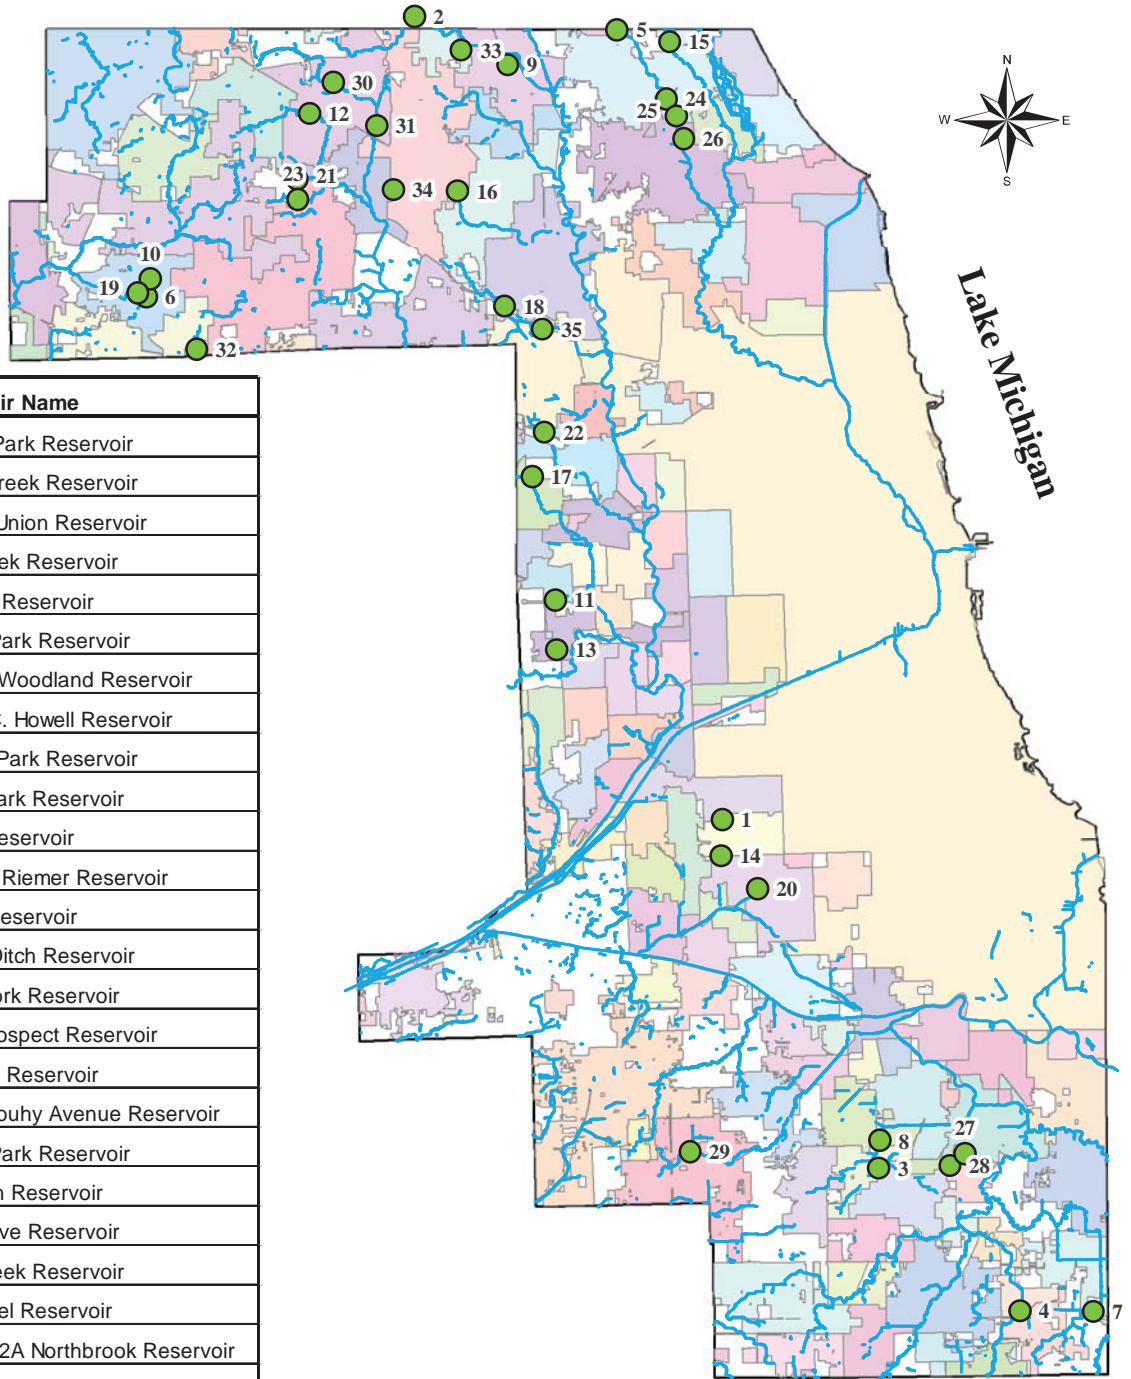 2
5
15
33
9
30
24
12
25
31
26
N
W
E
S
23
21
34
16
10
19
6
18
35
32
Lake Michigan
ir Name
Park Reservoir
22
reek Reservoir
17
Union Reservoir
ek Reservoir
Reservoir
11
Park Reservoir
13
Woodland Reservoir
C. Howell Reservoir
Park Reservoir
ark Reservoir
1
eservoir
14
Riemer Reservoir
20
eservoir
Ditch Reservoir
ork Reservoir
ospect Reservoir
Reservoir
ouhy Avenue Reservoir
8
27
Park Reservoir
29
3
28
n Reservoir
ve Reservoir
eek Reservoir
el Reservoir
4
7
2A Northbrook Reservoir